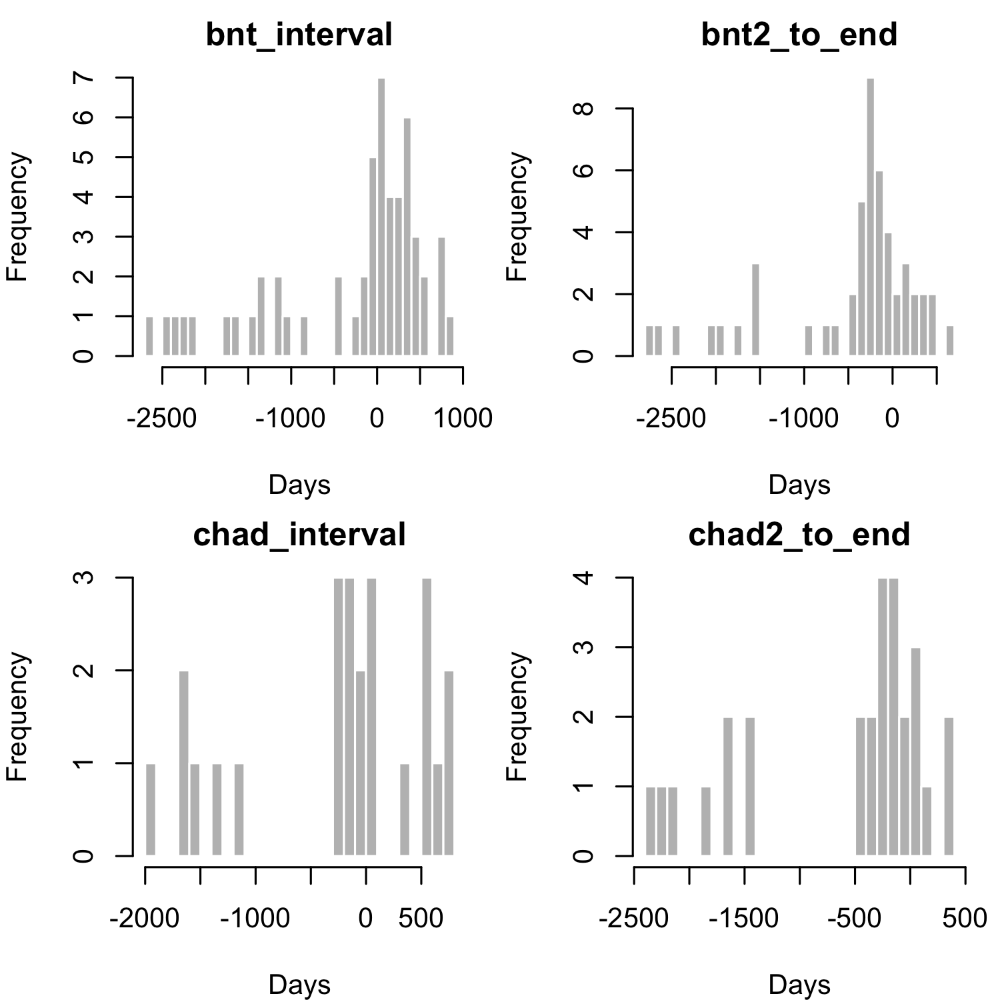 bnt_interval
Frequency
0 1 2 3 4 5 6 7
-2500 -1000 0 1000
Days
bnt2_to_end
Frequency
0 2 4 6 8
-2500 -1000 0
Days
chad_interval
Frequency
0 1 2 3
-2000 -1000 0 500
Days
chad2_to_end
Frequency
0 1 2 3 4
-2500 -1500 -500 500
Days